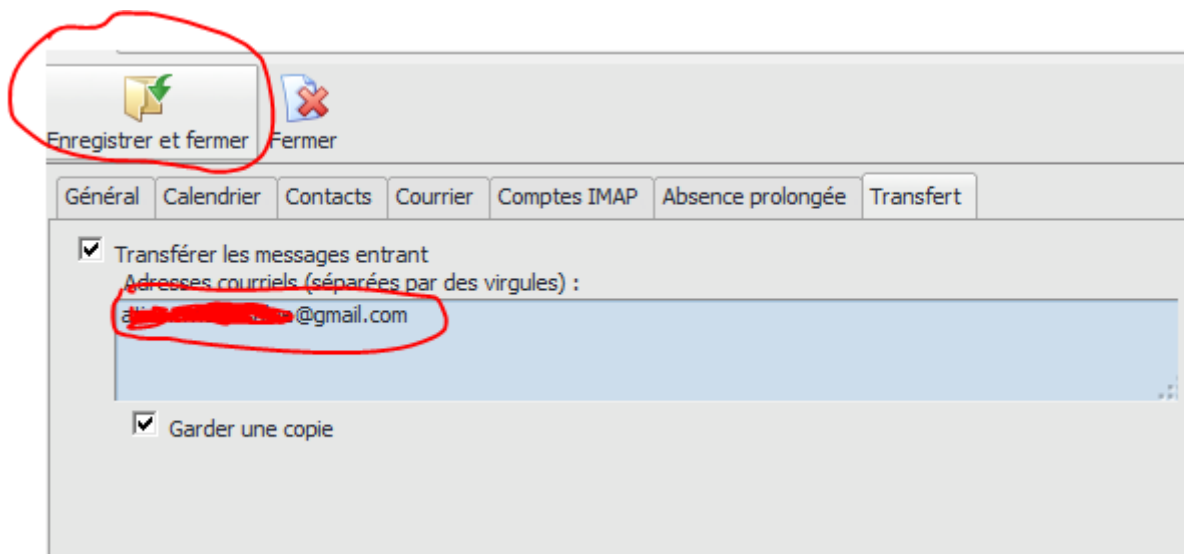 Enregistrer et fermer Fermer
Général Calendrier Contacts Courrier Comptes IMAP Absence prolongée Transfert
Transférer les messages entrant
Adresses courriels (séparées par des virgules) :
@gmail.com
Garder une copie